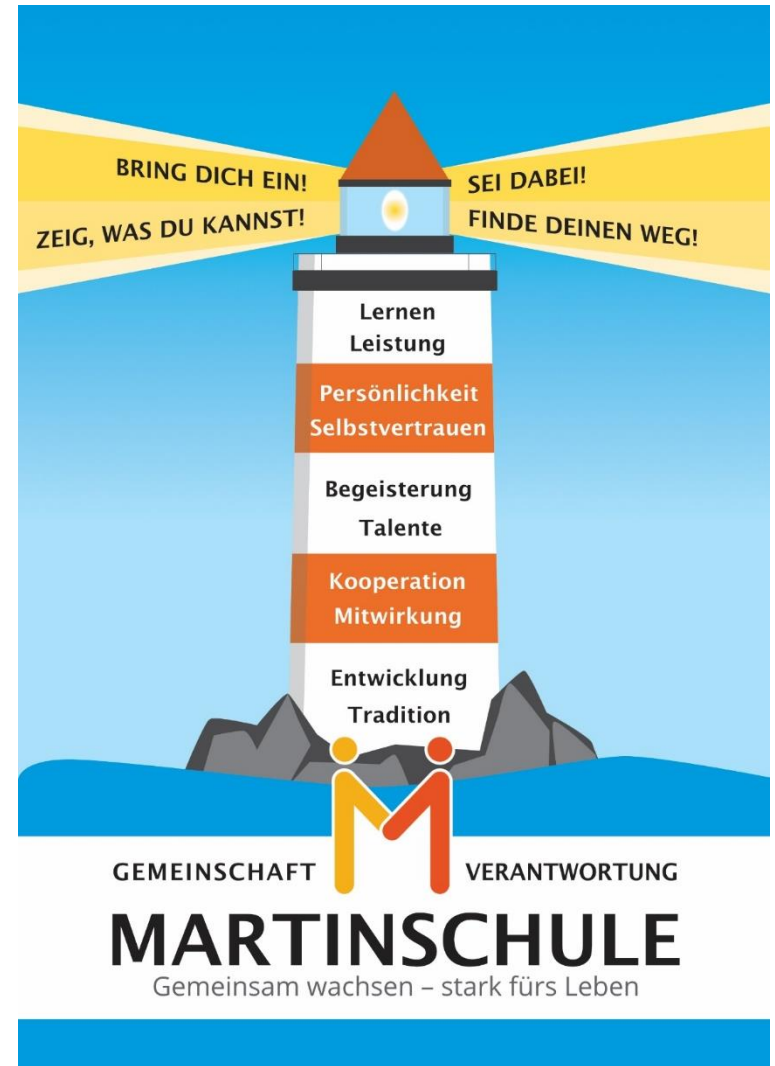 BRING DICH EIN!
SEI DABEI!
ZEIG, WAS DU KANNST!
FINDE DEINEN WEG!
Lernen
Leistung
Persönlichkeit
Selbstvertrauen
Begeisterung
Talente
Kooperation
Mitwirkung
Entwicklung
Tradition
GEMEINSCHAFT
VERANTWORTUNG
MARTINSCHULE
Gemeinsam wachsen – stark fürs Leben